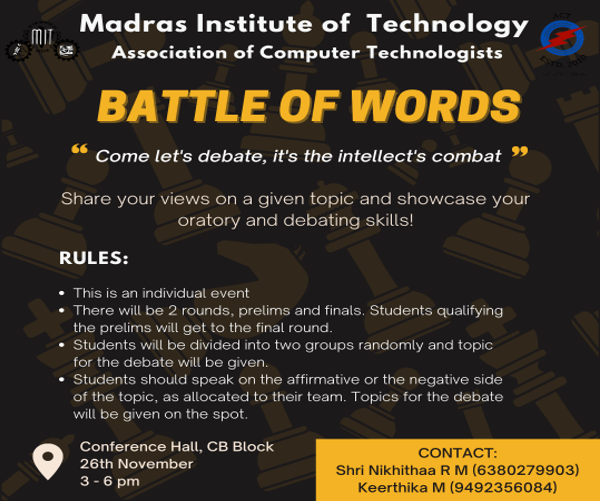 MIT
Madras Institute of Technology
Association of Computer Technologists
BATTLE OF WORDS
“ Come let's debate, it's the intellect's combat ”
Share your views on a given topic and showcase your
oratory and debating skills!
RULES:
• This is an individual event
• There will be 2 rounds, prelims and finals. Students qualifying
the prelims will get to the final round.
• Students will be divided into two groups randomly and topic
for the debate will be given.
• Students should speak on the affirmative or the negative side
of the topic, as allocated to their team. Topics for the debate
will be given on the spot.
Conference Hall, CB Block
26th November
3 - 6 pm
CONTACT:
Shri Nikhithaa R M (6380279903)
Keerthika M (9492356084)